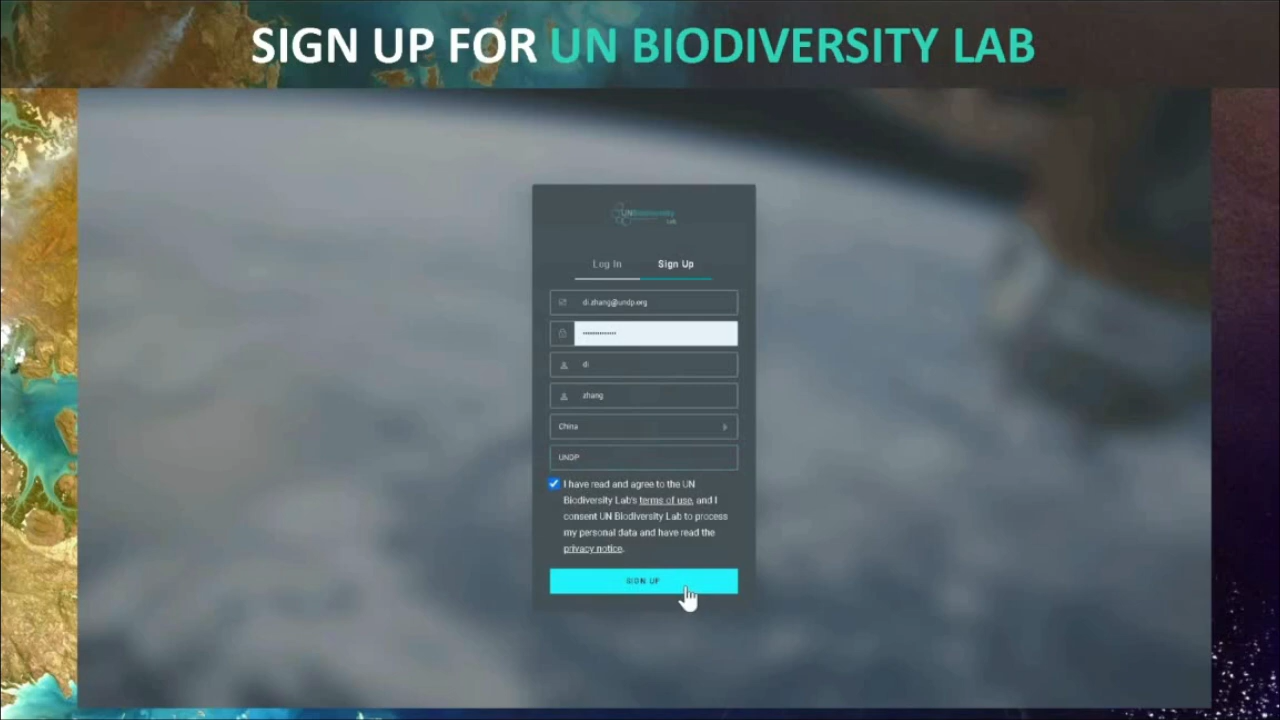 SIGN UP FOR UN BIODIVERSITY LAB
UNBiodiversity
Lab
Log In Sign Up
di.zhang@undp.org
di
zhang
China
UNDP
I have read and agree to the UN
Biodiversity Lab's terms of use, and I
consent UN Biodiversity Lab to process
my personal data and have read the
privacy notice.
SIGN UP